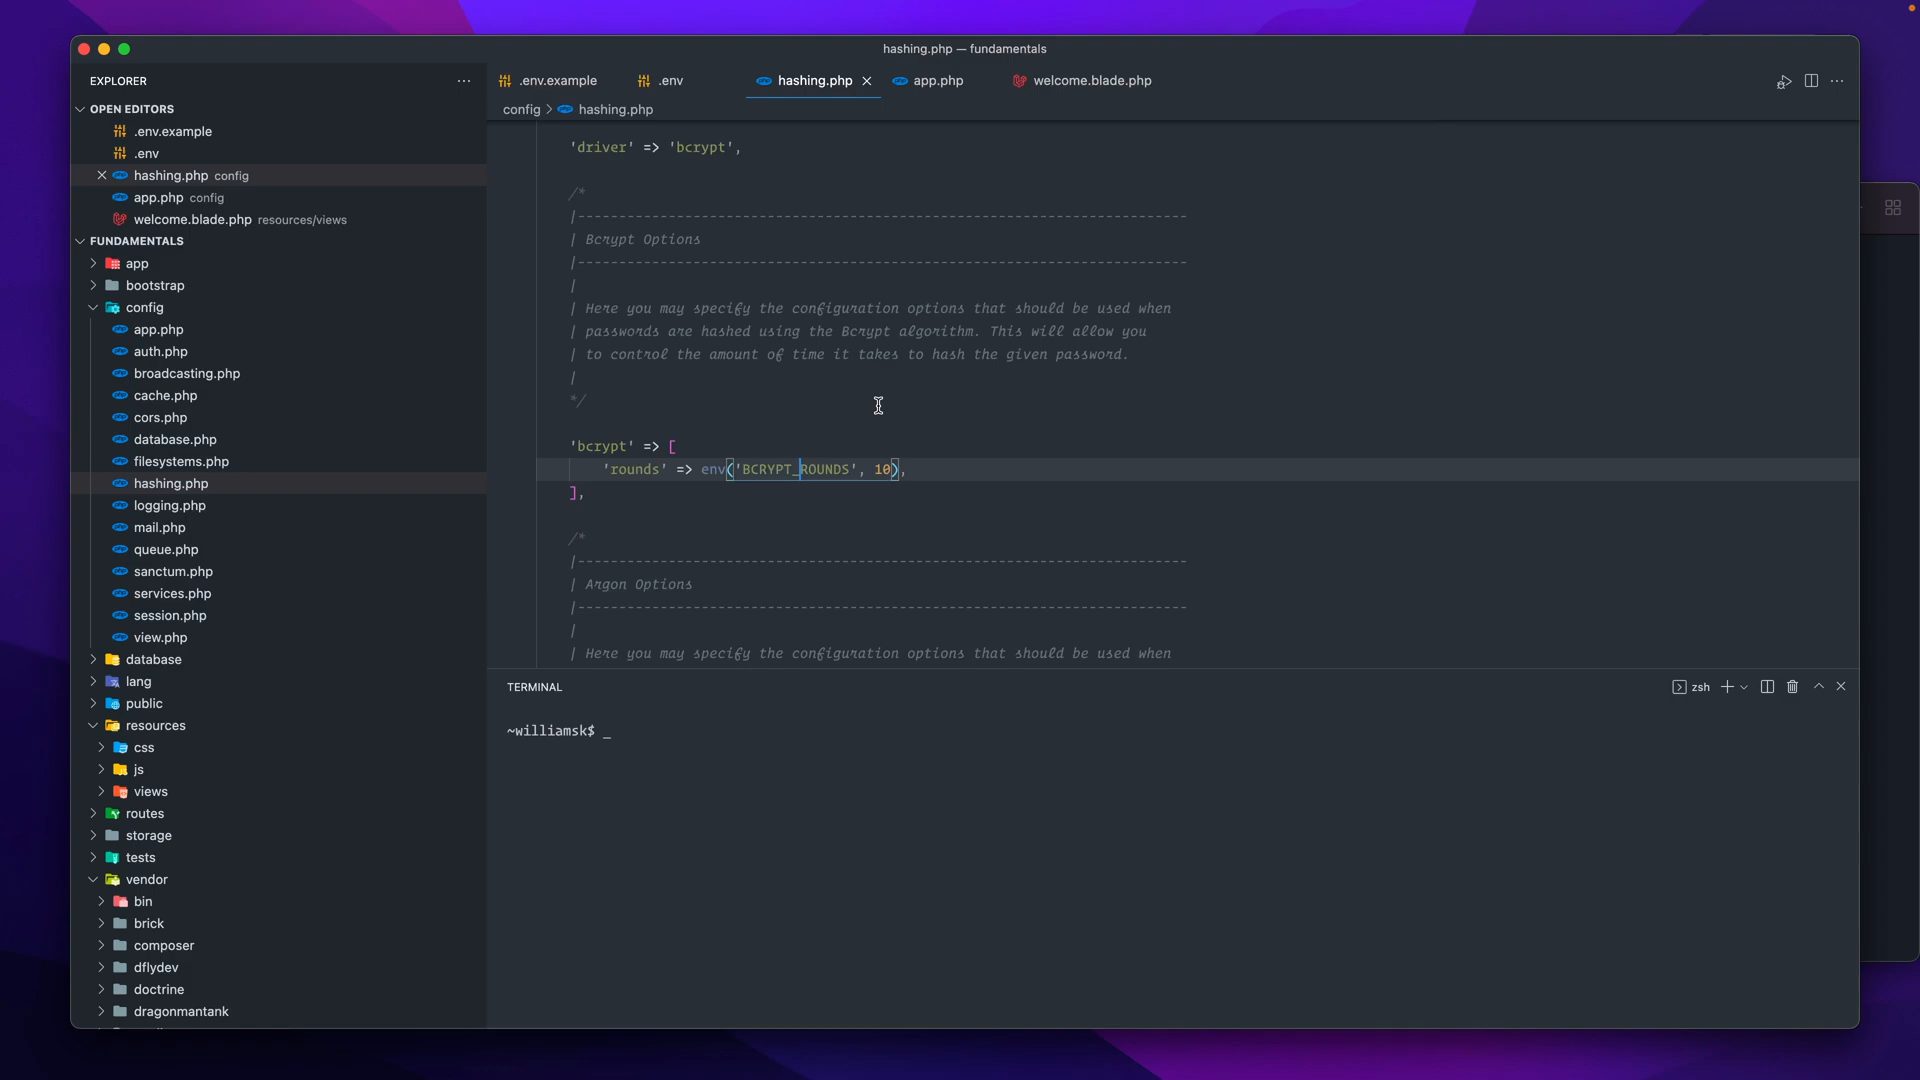 hashing.php — fundamentals
EXPLORER
OPEN EDITORS
.env.example
.env
hashing.php config
app.php config
welcome.blade.php resources/views
FUNDAMENTALS
app
bootstrap
config
app.php
auth.php
broadcasting.php
cache.php
cors.php
database.php
filesystems.php
hashing.php
logging.php
mail.php
queue.php
sanctum.php
services.php
session.php
view.php
database
lang
public
resources
css
js
views
routes
storage
tests
vendor
bin
brick
composer
dflydev
doctrine
dragonmantank
.env.example .env hashing.php app.php welcome.blade.php
config > hashing.php
'driver' => 'bcrypt',
/*
|--------------------------------------------------------------------------
| Bcrypt Options
|--------------------------------------------------------------------------
|
| Here you may specify the configuration options that should be used when
| passwords are hashed using the Bcrypt algorithm. This will allow you
| to control the amount of time it takes to hash the given password.
|
*/
'bcrypt' => [
'rounds' => env('BCRYPT_ROUNDS', 10),
],
/*
|--------------------------------------------------------------------------
| Argon Options
|--------------------------------------------------------------------------
|
| Here you may specify the configuration options that should be used when
TERMINAL
zsh
~williamsk$ _